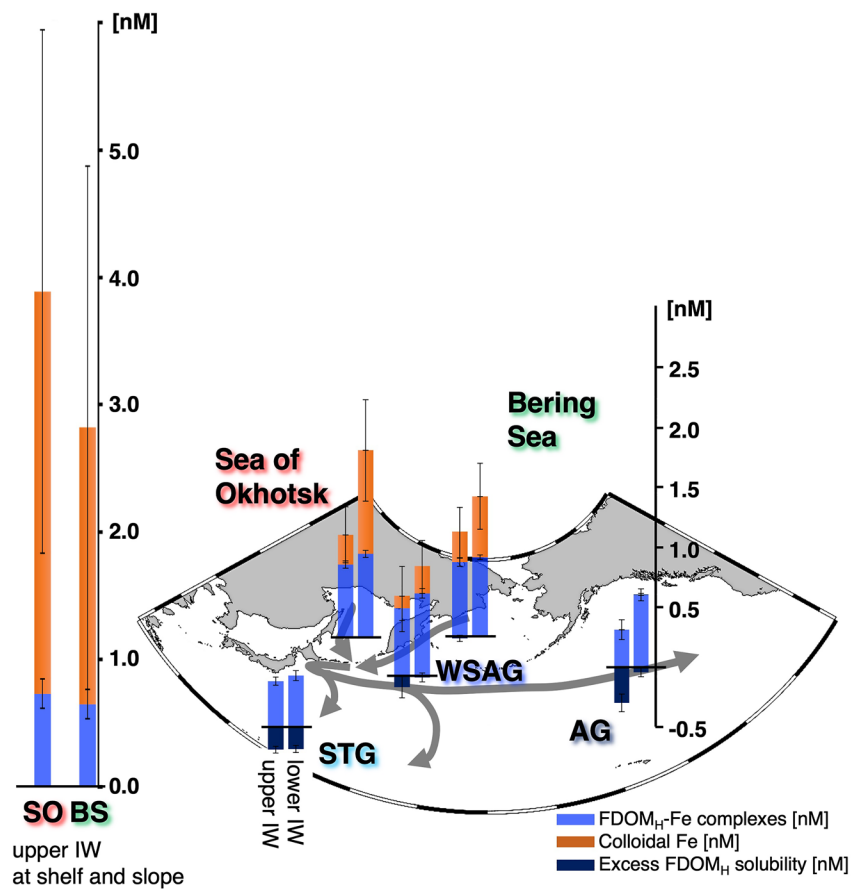 [nM]
5.0
4.0
3.0
2.0
1.0
0.0
SO BS
upper IW
at shelf and slope
Sea of
Okhotsk
Bering
Sea
[nM]
2.5
2.0
1.5
1.0
0.5
-0.5
WSAG
AG
STG
upper IW
lower IW
FDOMH-Fe complexes [nM]
Colloidal Fe [nM]
Excess FDOMH solubility [nM]